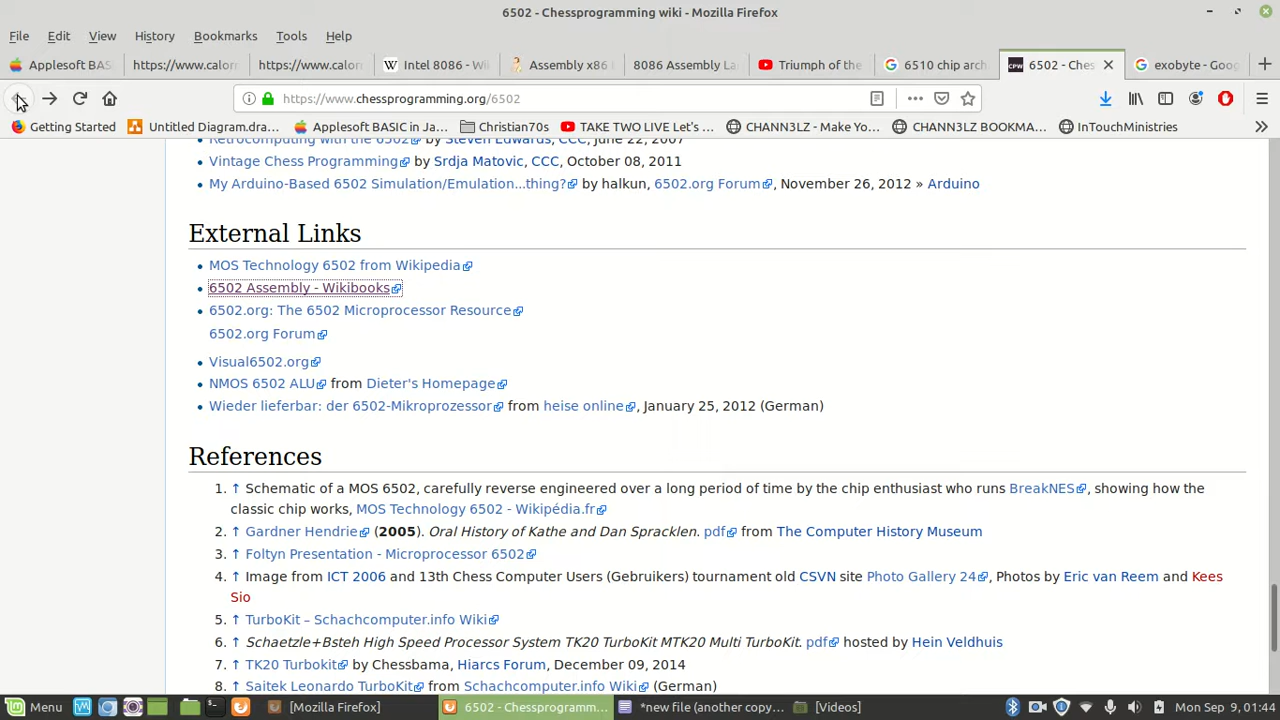 6502 - Chessprogramming wiki - Mozilla Firefox
File Edit View History Bookmarks Tools Help
Applesoft BAS https://www.calor https://www.calor W Intel 8086 - Wi Assembly x86 8086 Assembly La Triumph of the 6510 chip arch CPW 6502 - Ches exobyte - Goo
https://www.chessprogramming.org/6502
Getting Started Untitled Diagram.dra... Applesoft BASIC in Ja... Christian70s TAKE TWO LIVE Let's ... CHANN3LZ - Make Yo... CHANN3LZ BOOKMA... InTouchMinistries
Retrocomputing with the 6502 by Steven Edwards, CCC, June 22, 2007
Vintage Chess Programming by Srdja Matovic, CCC, October 08, 2011
My Arduino-Based 6502 Simulation/Emulation...thing? by halkun, 6502.org Forum, November 26, 2012 » Arduino
External Links
MOS Technology 6502 from Wikipedia
6502 Assembly - Wikibooks
6502.org: The 6502 Microprocessor Resource
6502.org Forum
Visual6502.org
NMOS 6502 ALU from Dieter's Homepage
Wieder lieferbar: der 6502-Mikroprozessor from heise online, January 25, 2012 (German)
References
1. ↑ Schematic of a MOS 6502, carefully reverse engineered over a long period of time by the chip enthusiast who runs BreakNES, showing how the
classic chip works, MOS Technology 6502 - Wikipédia.fr
2. ↑ Gardner Hendrie (2005). Oral History of Kathe and Dan Spracklen. pdf from The Computer History Museum
3. ↑ Foltyn Presentation - Microprocessor 6502
4. ↑ Image from ICT 2006 and 13th Chess Computer Users (Gebruikers) tournament old CSVN site Photo Gallery 24, Photos by Eric van Reem and Kees
Sio
5. ↑ TurboKit – Schachcomputer.info Wiki
6. ↑ Schaetzle+Bsteh High Speed Processor System TK20 TurboKit MTK20 Multi TurboKit. pdf hosted by Hein Veldhuis
7. ↑ TK20 Turbokit by Chessbama, Hiarcs Forum, December 09, 2014
8. ↑ Saitek Leonardo TurboKit from Schachcomputer.info Wiki (German)
Menu [Mozilla Firefox] 6502 - Chessprogramm... *new file (another copy... [Videos] Mon Sep 9, 01:44